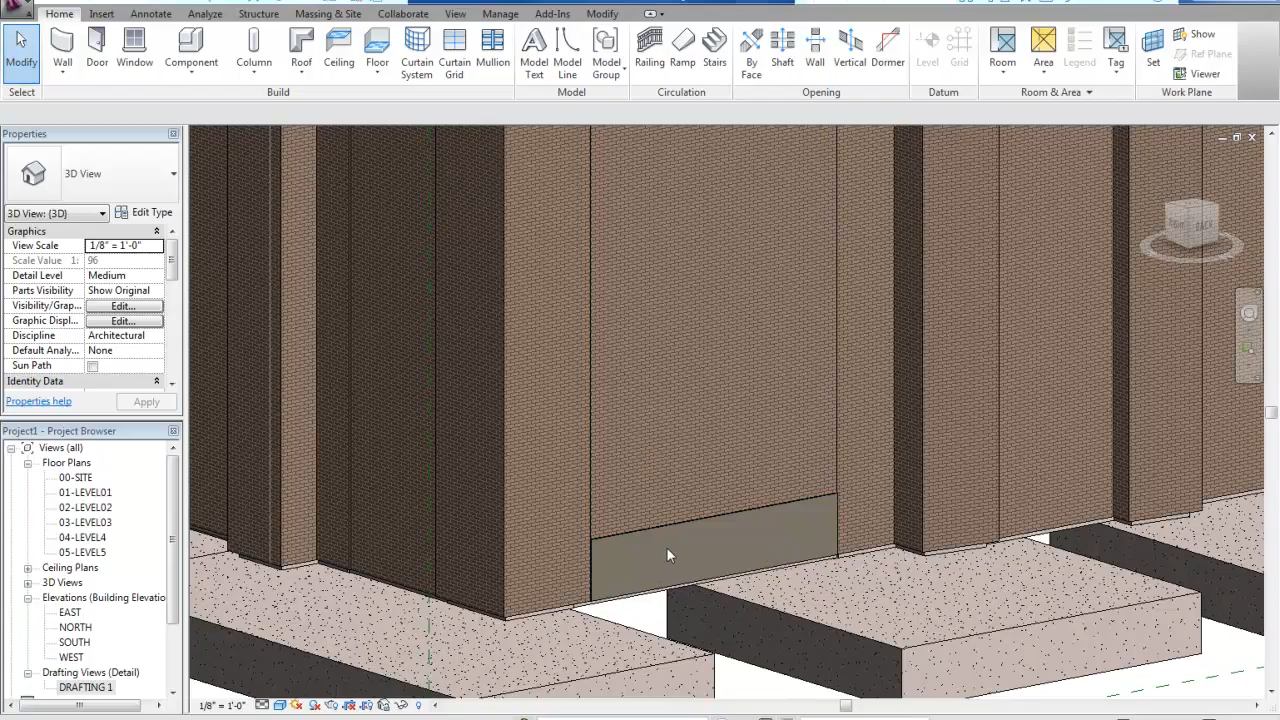 Home Insert Annotate Analyze Structure Massing & Site Collaborate View Manage Add-Ins Modify
Modify Wall Door Window Component Column Roof Ceiling Floor Curtain System Curtain Grid Mullion Model Text Model Line Model Group Railing Ramp Stairs By Face Shaft Wall Vertical Dormer Level Grid Room Area Legend Tag Set Show
Ref Plane
Viewer
Select Build Model Circulation Opening Datum Room & Area Work Plane
Properties
3D View
3D View: {3D} Edit Type
Graphics
View Scale 1/8" = 1'-0"
Scale Value 1: 96
Detail Level Medium
Parts Visibility Show Original
Visibility/Grap... Edit...
Graphic Displ... Edit...
Discipline Architectural
Default Analy... None
Sun Path
Identity Data
Properties help Apply
Project1 - Project Browser
Views (all)
Floor Plans
00-SITE
01-LEVEL01
02-LEVEL02
03-LEVEL03
04-LEVEL4
05-LEVEL5
Ceiling Plans
3D Views
Elevations (Building Elevatio
EAST
NORTH
SOUTH
WEST
Drafting Views (Detail)
DRAFTING 1
BACK
1/8" = 1'-0"